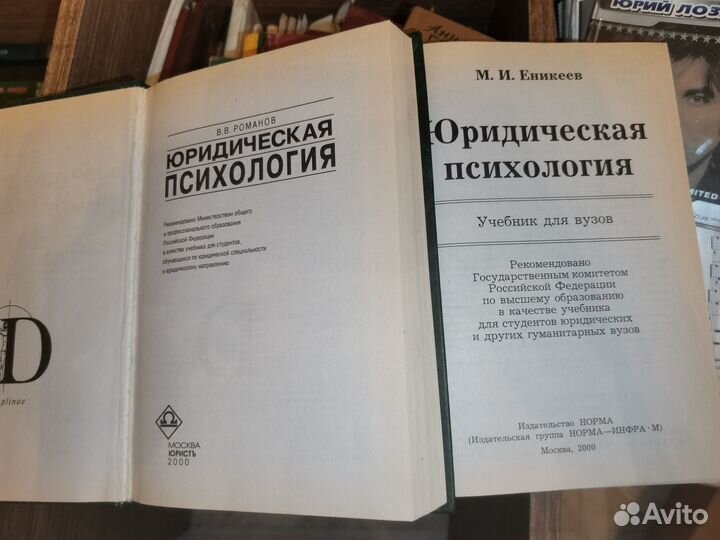 В.В. РОМАНОВ
ЮРИДИЧЕСКАЯ
ПСИХОЛОГИЯ
Рекомендовано Министерством общего
и профессионального образования
Российской Федерации
в качестве учебника для студентов,
обучающихся по юридической специальности
и юридическому направлению
МОСКВА
ЮРИСТЪ
2000
D
plinae
М. И. Еникеев
Юридическая
психология
Учебник для вузов
Рекомендовано
Государственным комитетом
Российской Федерации
по высшему образованию
в качестве учебника
для студентов юридических
и других гуманитарных вузов
Издательство НОРМА
(Издательская группа НОРМА—ИНФРА · М)
Москва, 2000
ЮРИЙ ЛОЗ
Avito